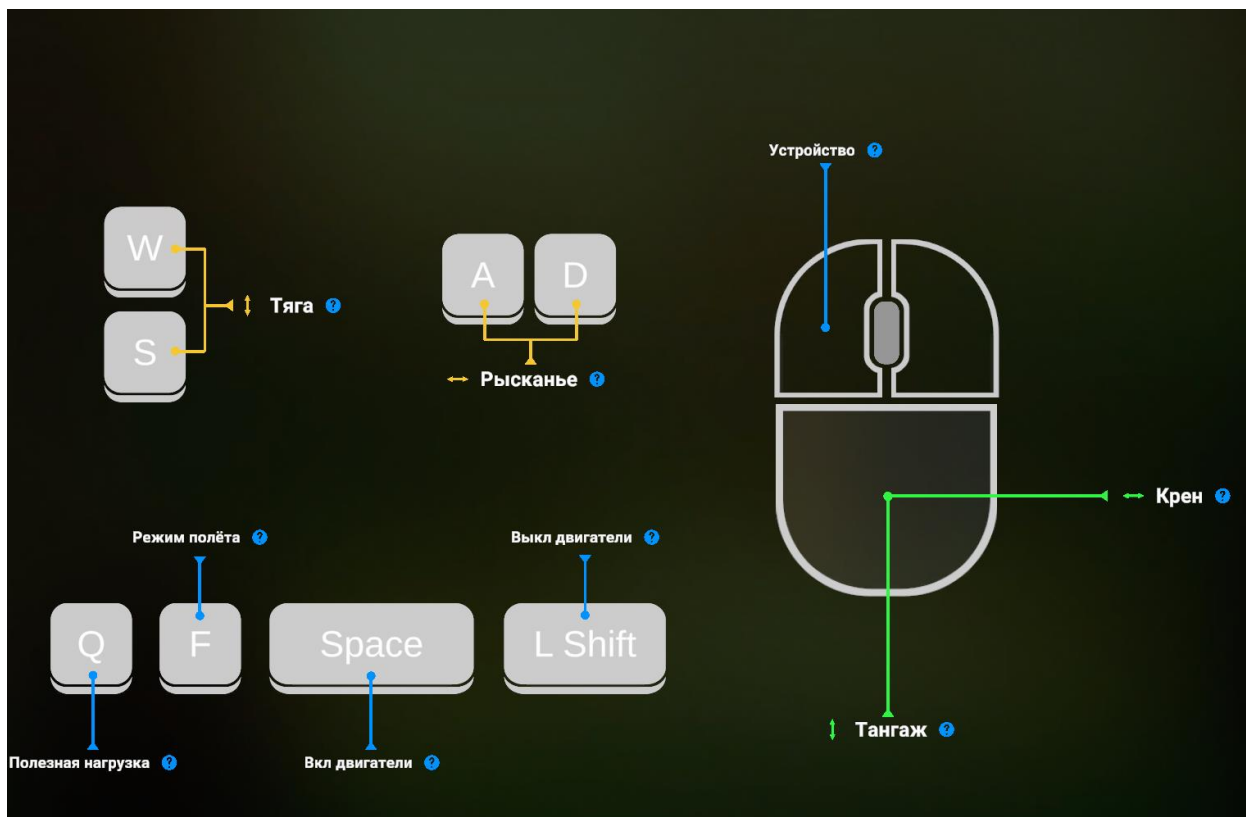 Устройство ?
W
A
D
S
Тяга ?
Рысканье ?
Крен ?
Режим полёта ?
Выкл двигатели ?
Q
F
Space
L Shift
Тангаж ?
Полезная нагрузка ?
Вкл двигатели ?